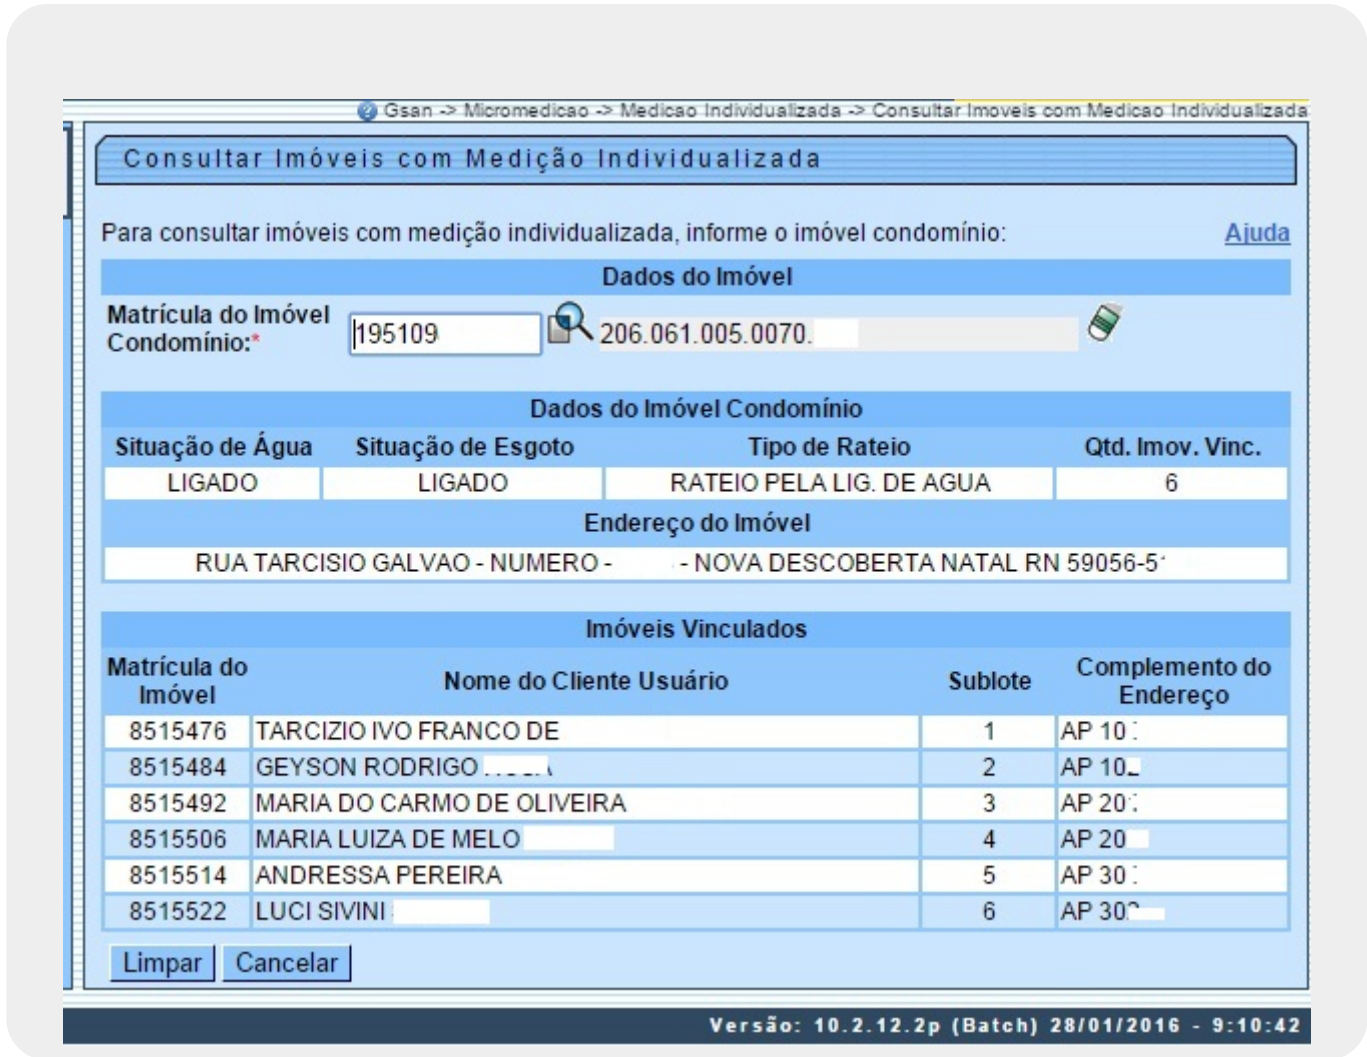 Gsan -> Micromedicao -> Medicao Individualizada -> Consultar Imoveis com Medicao Individualizada
Consultar Imóveis com Medição Individualizada
Para consultar imóveis com medição individualizada, informe o imóvel condomínio: Ajuda
Dados do Imóvel
Matrícula do Imóvel Condomínio:* 195109 206.061.005.0070.
Dados do Imóvel Condomínio
Situação de Água Situação de Esgoto Tipo de Rateio Qtd. Imov. Vinc.
LIGADO LIGADO RATEIO PELA LIG. DE AGUA 6
Endereço do Imóvel
RUA TARCISIO GALVAO - NUMERO - - NOVA DESCOBERTA NATAL RN
Imóveis Vinculados
Matrícula do Imóvel Nome do Cliente Usuário Sublote Complemento do Endereço
8515476 TARCIZIO IVO FRANCO DE 1 AP
8515484 GEYSON RODRIGO 2 AP
8515492 MARIA DO CARMO DE OLIVEIRA 3 AP
8515506 MARIA LUIZA DE MELO 4 AP
8515514 ANDRESSA PEREIRA 5 AP
8515522 LUCI SIVINI 6 AP
Limpar Cancelar
Versão: 10.2.12.2p (Batch) 28/01/2016 - 9:10:42